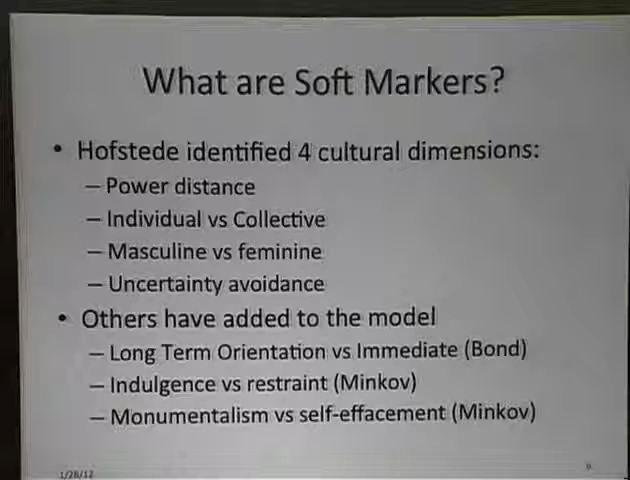 What are Soft Markers?
• Hofstede identified 4 cultural dimensions:
– Power distance
– Individual vs Collective
– Masculine vs feminine
– Uncertainty avoidance
• Others have added to the model
– Long Term Orientation vs Immediate (Bond)
– Indulgence vs restraint (Minkov)
– Monumentalism vs self-effacement (Minkov)
1/28/12